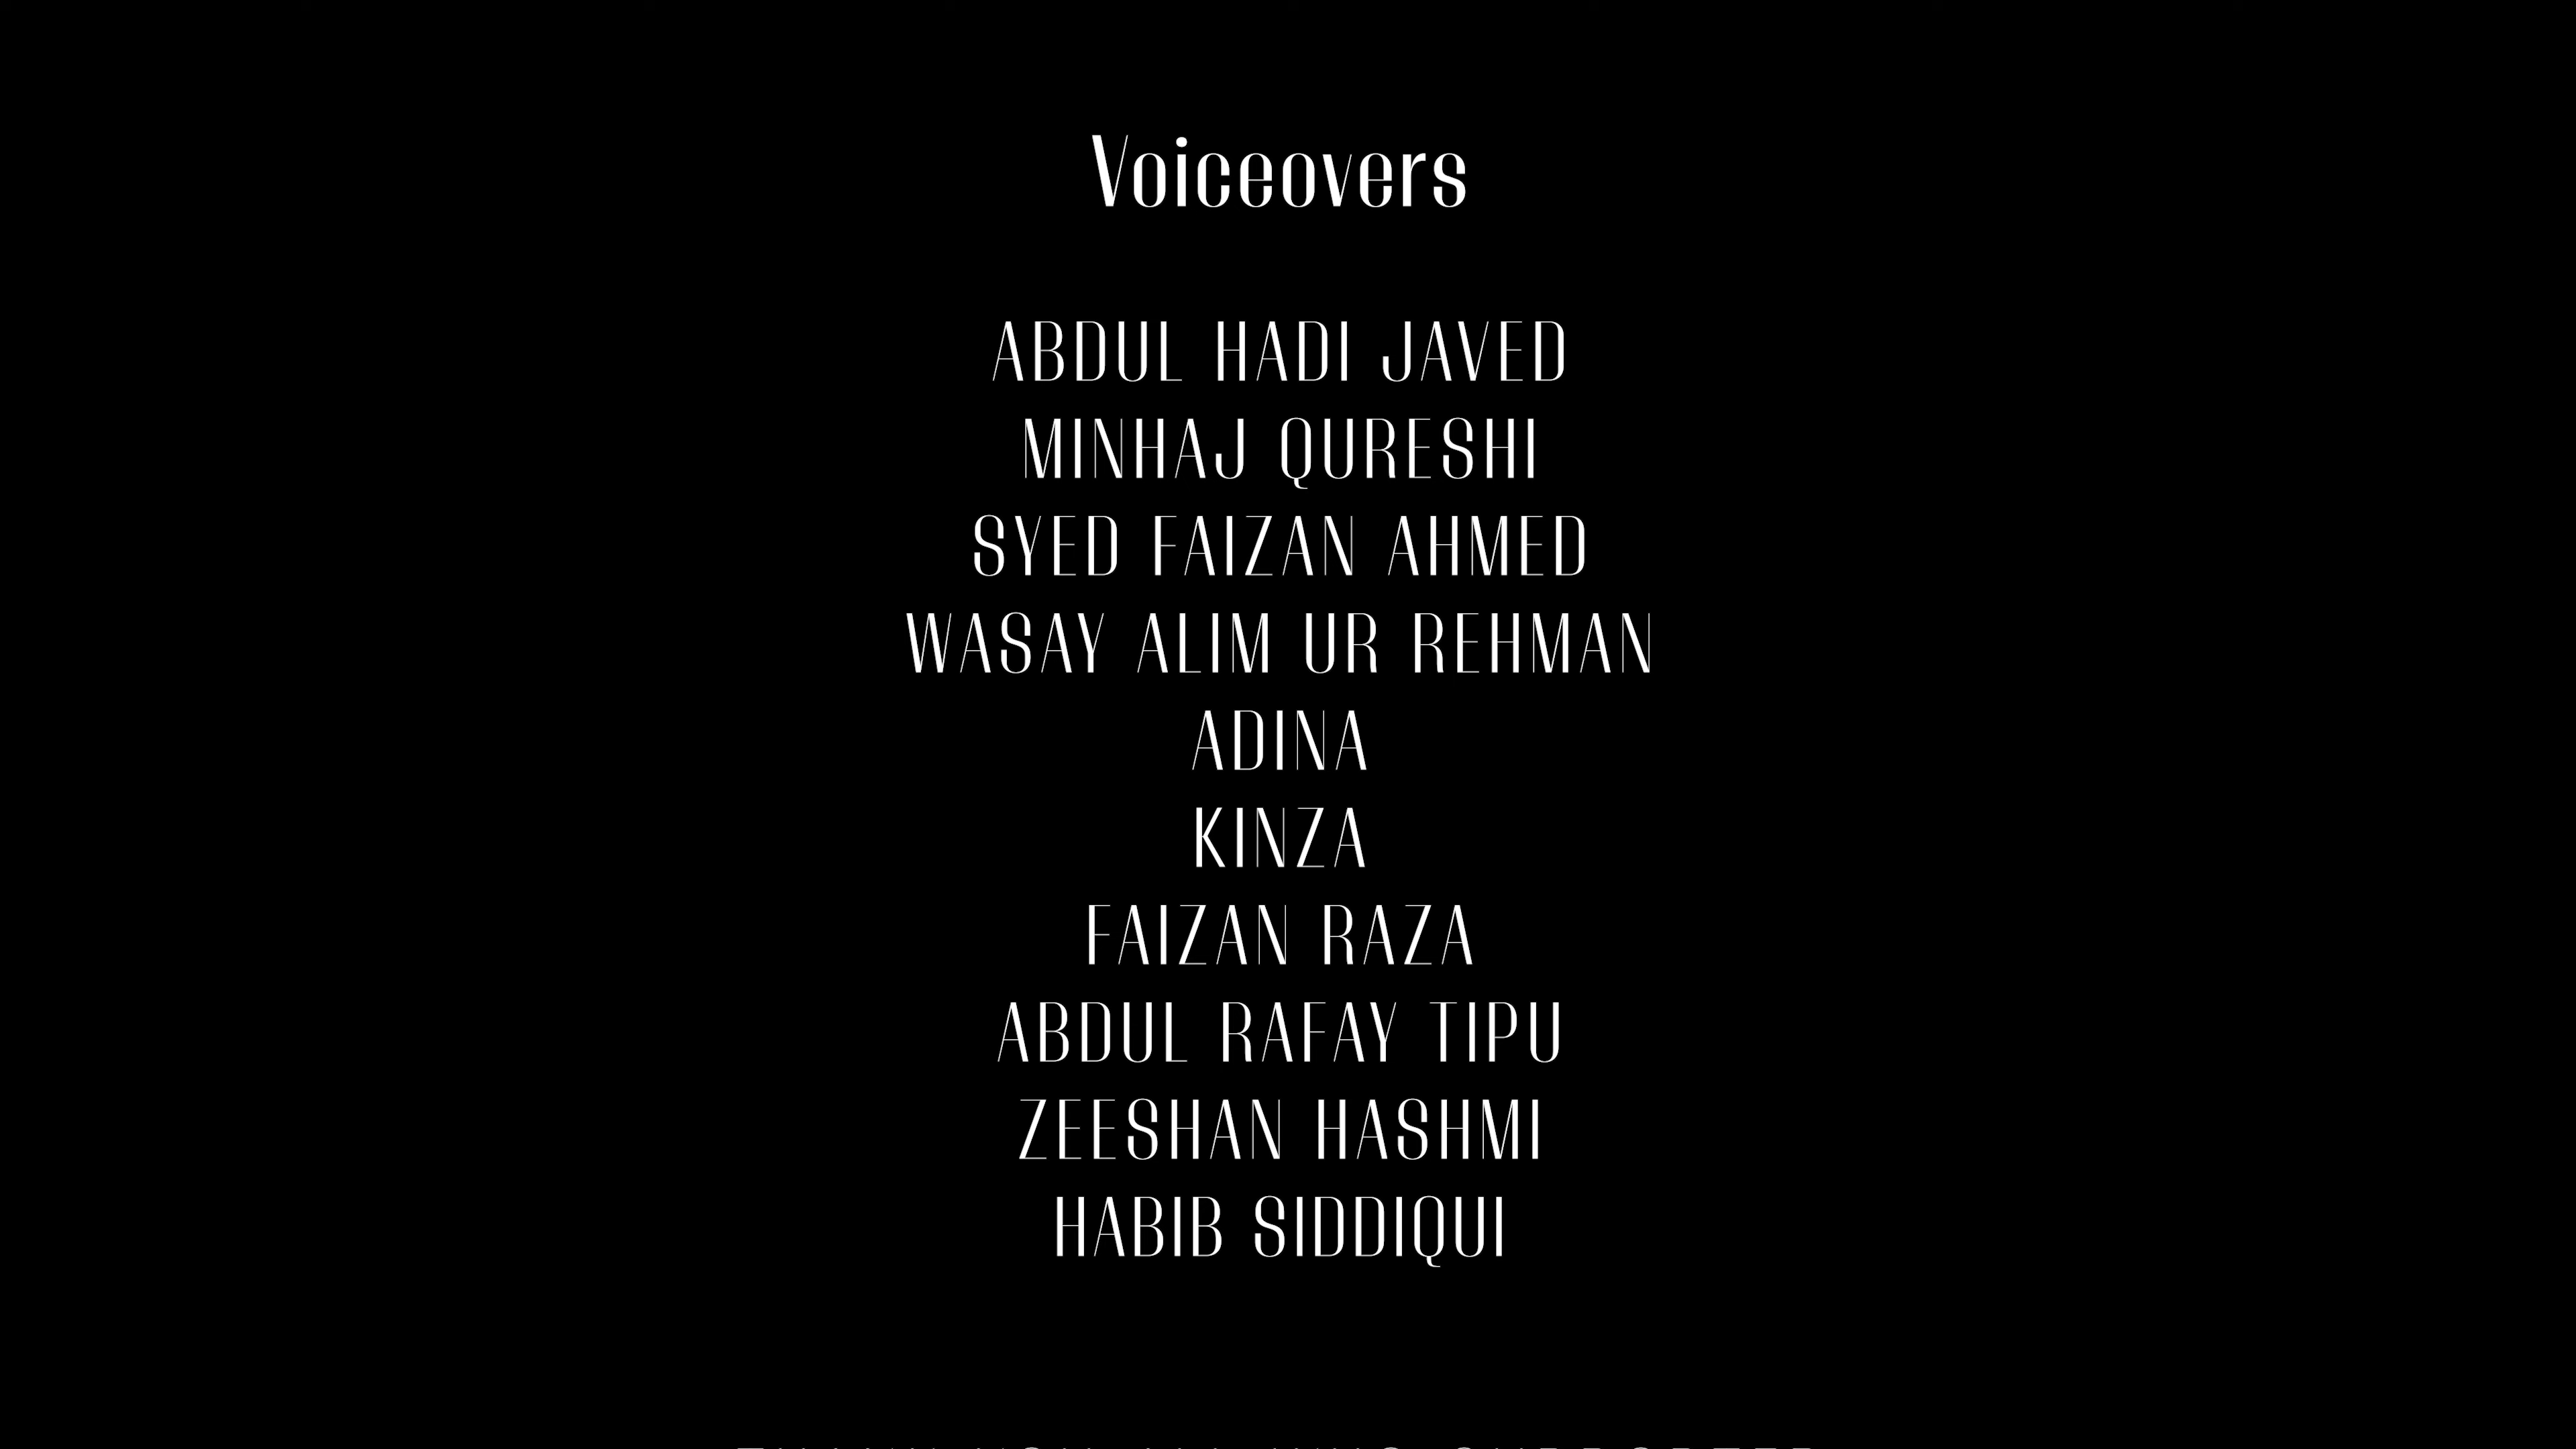 Voiceovers
ABDUL HADI JAVED
MINHAJ QURESHI
SYED FAIZAN AHMED
WASAY ALIM UR REHMAN
ADINA
KINZA
FAIZAN RAZA
ABDUL RAFAY TIPU
ZEESHAN HASHMI
HABIB SIDDIQUI